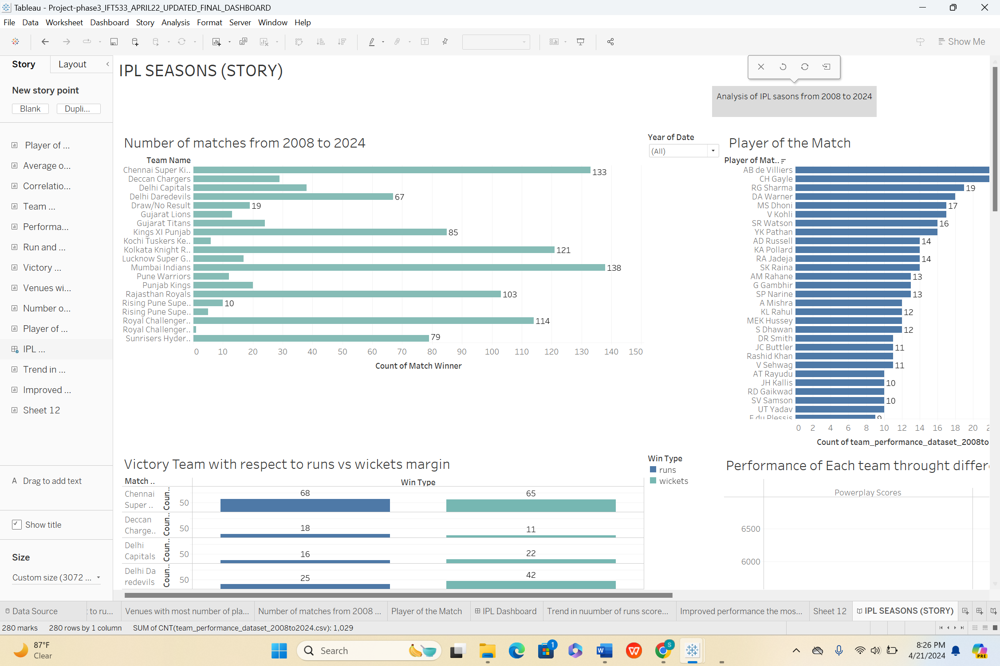 Tableau - Project-phase3_IFT533_APRIL22_UPDATED_FINAL_DASHBOARD
File Data Worksheet Dashboard Story Analysis Format Server Window Help
Show Me
Story Layout
New story point
Blank Dupli...
Player of ...
Average o...
Correlatio...
Team ...
Performa...
Run and ...
Victory ...
Venues wi...
Number o...
Player of ...
IPL ...
Trend in ...
Improved ...
Sheet 12
A Drag to add text
Show title
Size
Custom size (3072 ...
IPL SEASONS (STORY)
Analysis of IPL sasons from 2008 to 2024
Number of matches from 2008 to 2024
Team Name
Chennai Super Ki.. 133
Deccan Chargers
Delhi Capitals
Delhi Daredevils 67
Draw/No Result 19
Gujarat Lions
Gujarat Titans
Kings XI Punjab 85
Kochi Tuskers Ke..
Kolkata Knight R.. 121
Lucknow Super G..
Mumbai Indians 138
Pune Warriors
Punjab Kings
Rajasthan Royals 103
Rising Pune Supe.. 10
Rising Pune Supe..
Royal Challenger.. 114
Royal Challenger..
Sunrisers Hyder.. 79
0 10 20 30 40 50 60 70 80 90 100 110 120 130 140 150
Count of Match Winner
Year of Date
(All)
Player of the Match
Player of Mat..
AB de Villiers
CH Gayle
RG Sharma 19
DA Warner
MS Dhoni 17
V Kohli
SR Watson 16
YK Pathan
AD Russell 14
KA Pollard
RA Jadeja 14
SK Raina
AM Rahane 13
G Gambhir
SP Narine 13
A Mishra
KL Rahul 12
MEK Hussey
S Dhawan 12
DR Smith
JC Buttler 11
Rashid Khan
V Sehwag 11
AT Rayudu
JH Kallis 10
RD Gaikwad
SV Samson 10
UT Yadav
F du Plessis 9
0 2 4 6 8 10 12 14 16 18 20
Count of team_performance_dataset_2008to
Victory Team with respect to runs vs wickets margin
Match .. Win Type
Chennai Super .. Coun.. 50 68 65
Deccan Charge.. Coun.. 50 18 11
Delhi Capitals Coun.. 50 16 22
Delhi Da redevils Coun.. 50 25 42
Win Type
runs
wickets
Performance of Each team throught differe
Powerplay Scores
6500
6000
Data Source to ru... Venues with most number of pla... Number of matches from 2008 ... Player of the Match IPL Dashboard Trend in nuumber of runs score... Improved performance the mos... Sheet 12 IPL SEASONS (STORY)
280 marks 280 rows by 1 column SUM of CNT(team_performance_dataset_2008to2024.csv): 1,029
87°F
Clear
Search
1
S
W
8:26 PM
4/21/2024
PRE